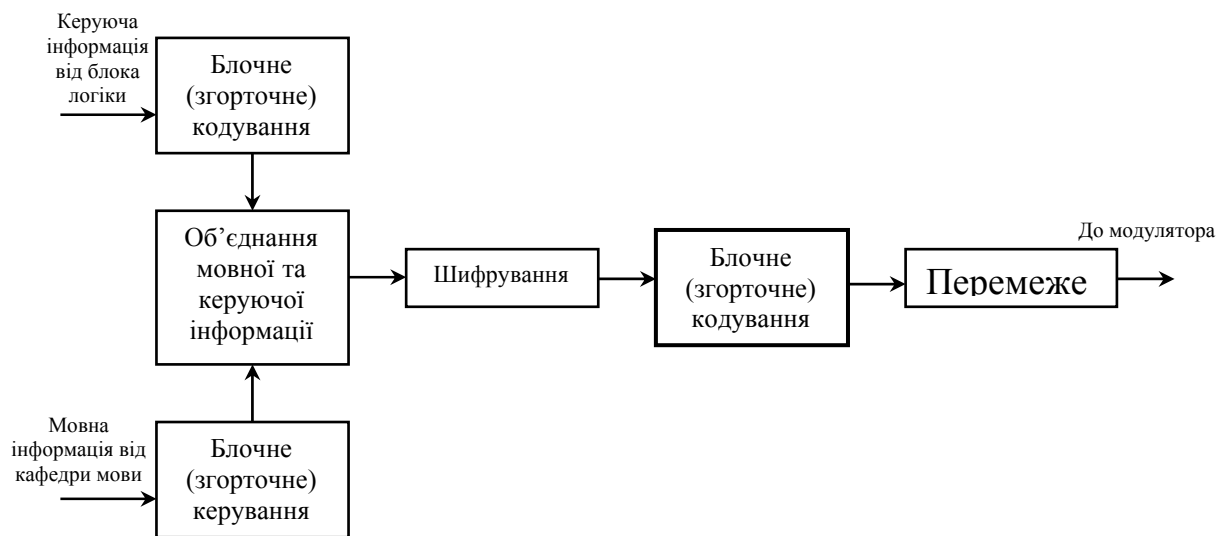 Керуюча
інформація
від блока
логіки
Блочне
(згорточне)
кодування
Об’єднання
мовної та
керуючої
інформації
Шифрування
Блочне
(згорточне)
кодування
До модулятора
Перемеже
Мовна
інформація від
кафедри мови
Блочне
(згорточне)
керування